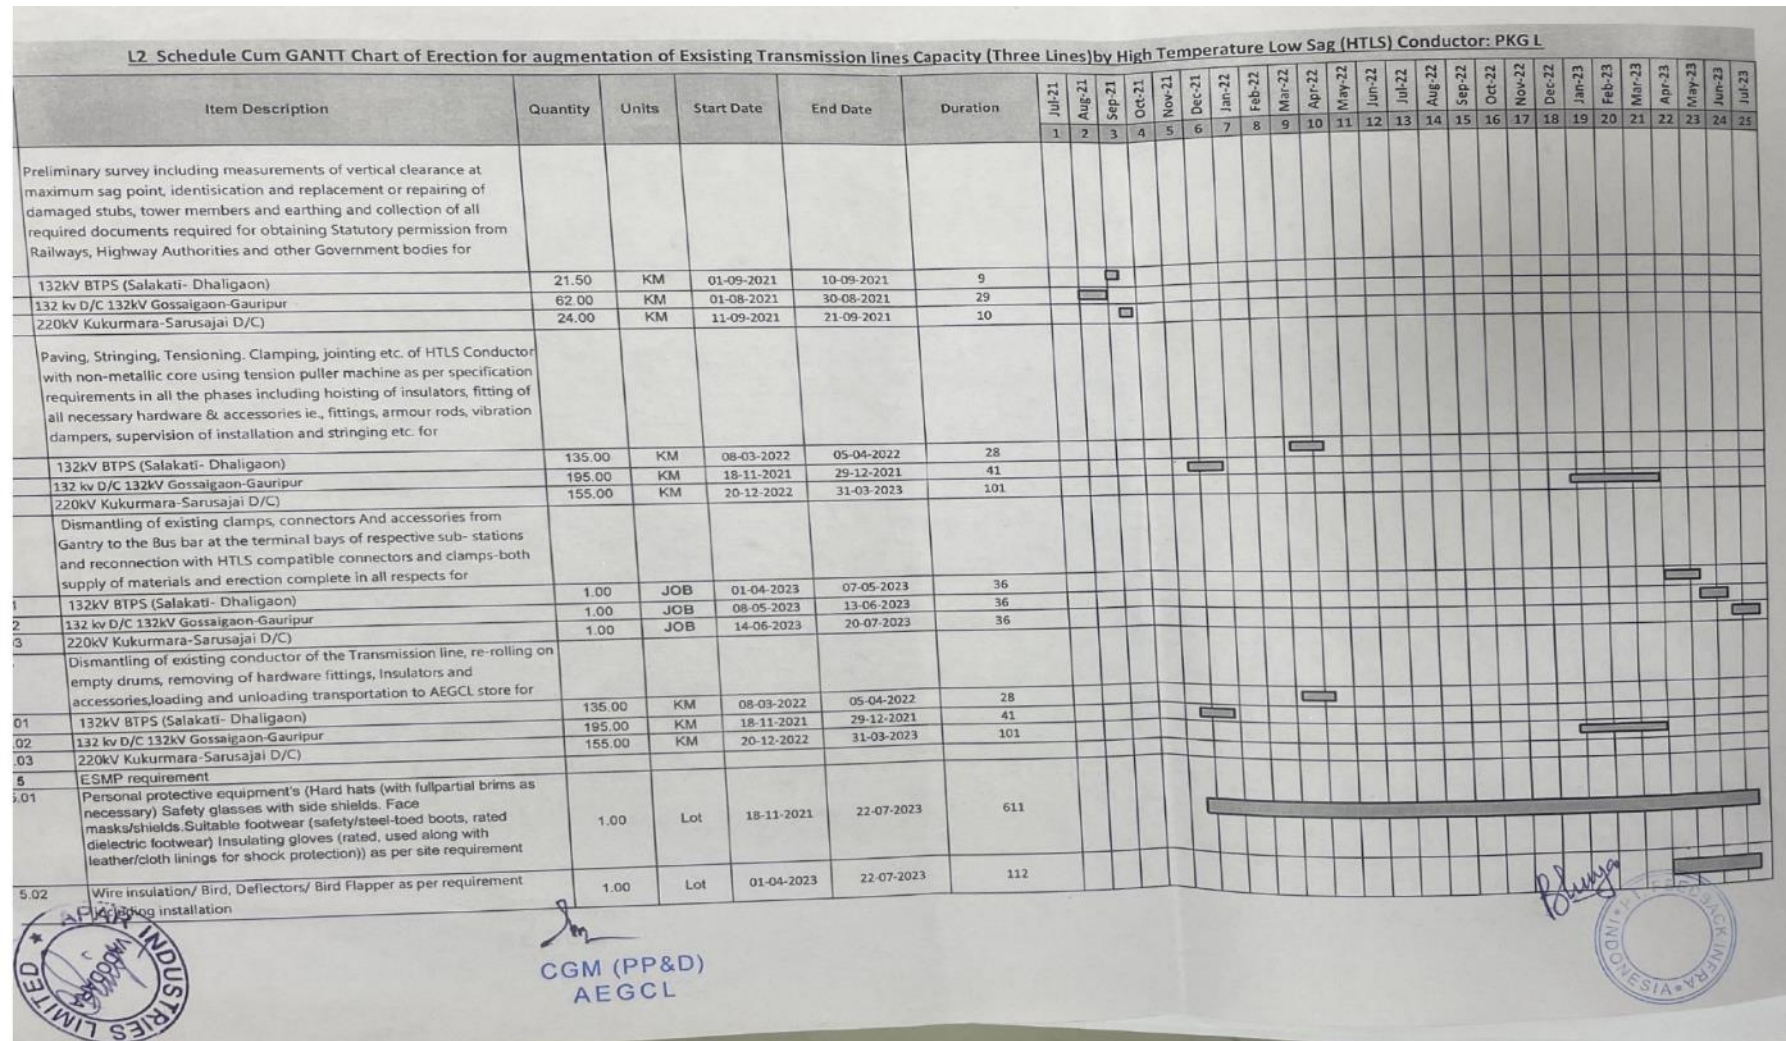 L2 Schedule Cum GANTT Chart of Erection for augmentation of Exsisting Transmission lines Capacity (Three Lines)by High Temperature Low Sag (HTLS) Conductor: PKG L
Item Description Quantity Units Start Date End Date Duration Jul-21 Aug-21 Sep-21 Oct-21 Nov-21 Dec-21 Jan-22 Feb-22 Mar-22 Apr-22 May-22 Jun-22 Jul-22 Aug-22 Sep-22 Oct-22 Nov-22 Dec-22 Jan-23 Feb-23 Mar-23 Apr-23 May-23 Jun-23 Jul-23
1 2 3 4 5 6 7 8 9 10 11 12 13 14 15 16 17 18 19 20 21 22 23 24 25
Preliminary survey including measurements of vertical clearance at
maximum sag point, identisication and replacement or repairing of
damaged stubs, tower members and earthing and collection of all
required documents required for obtaining Statutory permission from
Railways, Highway Authorities and other Government bodies for
132kV BTPS (Salakati- Dhaligaon) 21.50 KM 01-09-2021 10-09-2021 9
132 kv D/C 132kV Gossaigaon-Gauripur 62.00 KM 01-08-2021 30-08-2021 29
220kV Kukurmara-Sarusajai D/C) 24.00 KM 11-09-2021 21-09-2021 10
Paving, Stringing, Tensioning. Clamping, jointing etc. of HTLS Conductor
with non-metallic core using tension puller machine as per specification
requirements in all the phases including hoisting of insulators, fitting of
all necessary hardware & accessories ie., fittings, armour rods, vibration
dampers, supervision of installation and stringing etc. for
132kV BTPS (Salakati- Dhaligaon) 135.00 KM 08-03-2022 05-04-2022 28
132 kv D/C 132kV Gossaigaon-Gauripur 195.00 KM 18-11-2021 29-12-2021 41
220kV Kukurmara-Sarusajai D/C) 155.00 KM 20-12-2022 31-03-2023 101
Dismantling of existing clamps, connectors And accessories from
Gantry to the Bus bar at the terminal bays of respective sub- stations
and reconnection with HTLS compatible connectors and clamps-both
supply of materials and erection complete in all respects for
1 132kV BTPS (Salakati- Dhaligaon) 1.00 JOB 01-04-2023 07-05-2023 36
2 132 kv D/C 132kV Gossaigaon-Gauripur 1.00 JOB 08-05-2023 13-06-2023 36
3 220kV Kukurmara-Sarusajai D/C) 1.00 JOB 14-06-2023 20-07-2023 36
Dismantling of existing conductor of the Transmission line, re-rolling on
empty drums, removing of hardware fittings, Insulators and
accessories,loading and unloading transportation to AEGCL store for
01 132kV BTPS (Salakati- Dhaligaon) 135.00 KM 08-03-2022 05-04-2022 28
.02 132 kv D/C 132kV Gossaigaon-Gauripur 195.00 KM 18-11-2021 29-12-2021 41
.03 220kV Kukurmara-Sarusajai D/C) 155.00 KM 20-12-2022 31-03-2023 101
5 ESMP requirement
5.01 Personal protective equipment's (Hard hats (with fullpartial brims as
necessary) Safety glasses with side shields. Face
masks/shields.Suitable footwear (safety/steel-toed boots, rated
dielectric footwear) Insulating gloves (rated, used along with
leather/cloth linings for shock protection)) as per site requirement 1.00 Lot 18-11-2021 22-07-2023 611
5.02 Wire insulation/ Bird, Deflectors/ Bird Flapper as per requirement
including installation 1.00 Lot 01-04-2023 22-07-2023 112
APAR INDUSTRIES LIMITED
VADODARA
CGM (PP&D)
AEGCL
FEEDBACK INFRA
INDONESIA